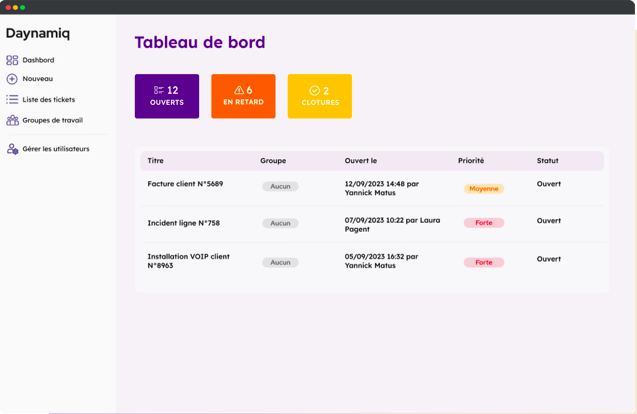 Daynamiq
Dashbord
Nouveau
Liste des tickets
Groupes de travail
Gérer les utilisateurs
Tableau de bord
12
OUVERTS
6
EN RETARD
2
CLOTURES
Titre Groupe Ouvert le Priorité Statut
Facture client N°5689 Aucun 12/09/2023 14:48 par Moyenne Ouvert
Yannick Matus
Incident ligne N°758 Aucun 07/09/2023 10:22 par Laura Forte Ouvert
Pagent
Installation VOIP client Aucun 05/09/2023 16:32 par Forte Ouvert
N°8963 Yannick Matus